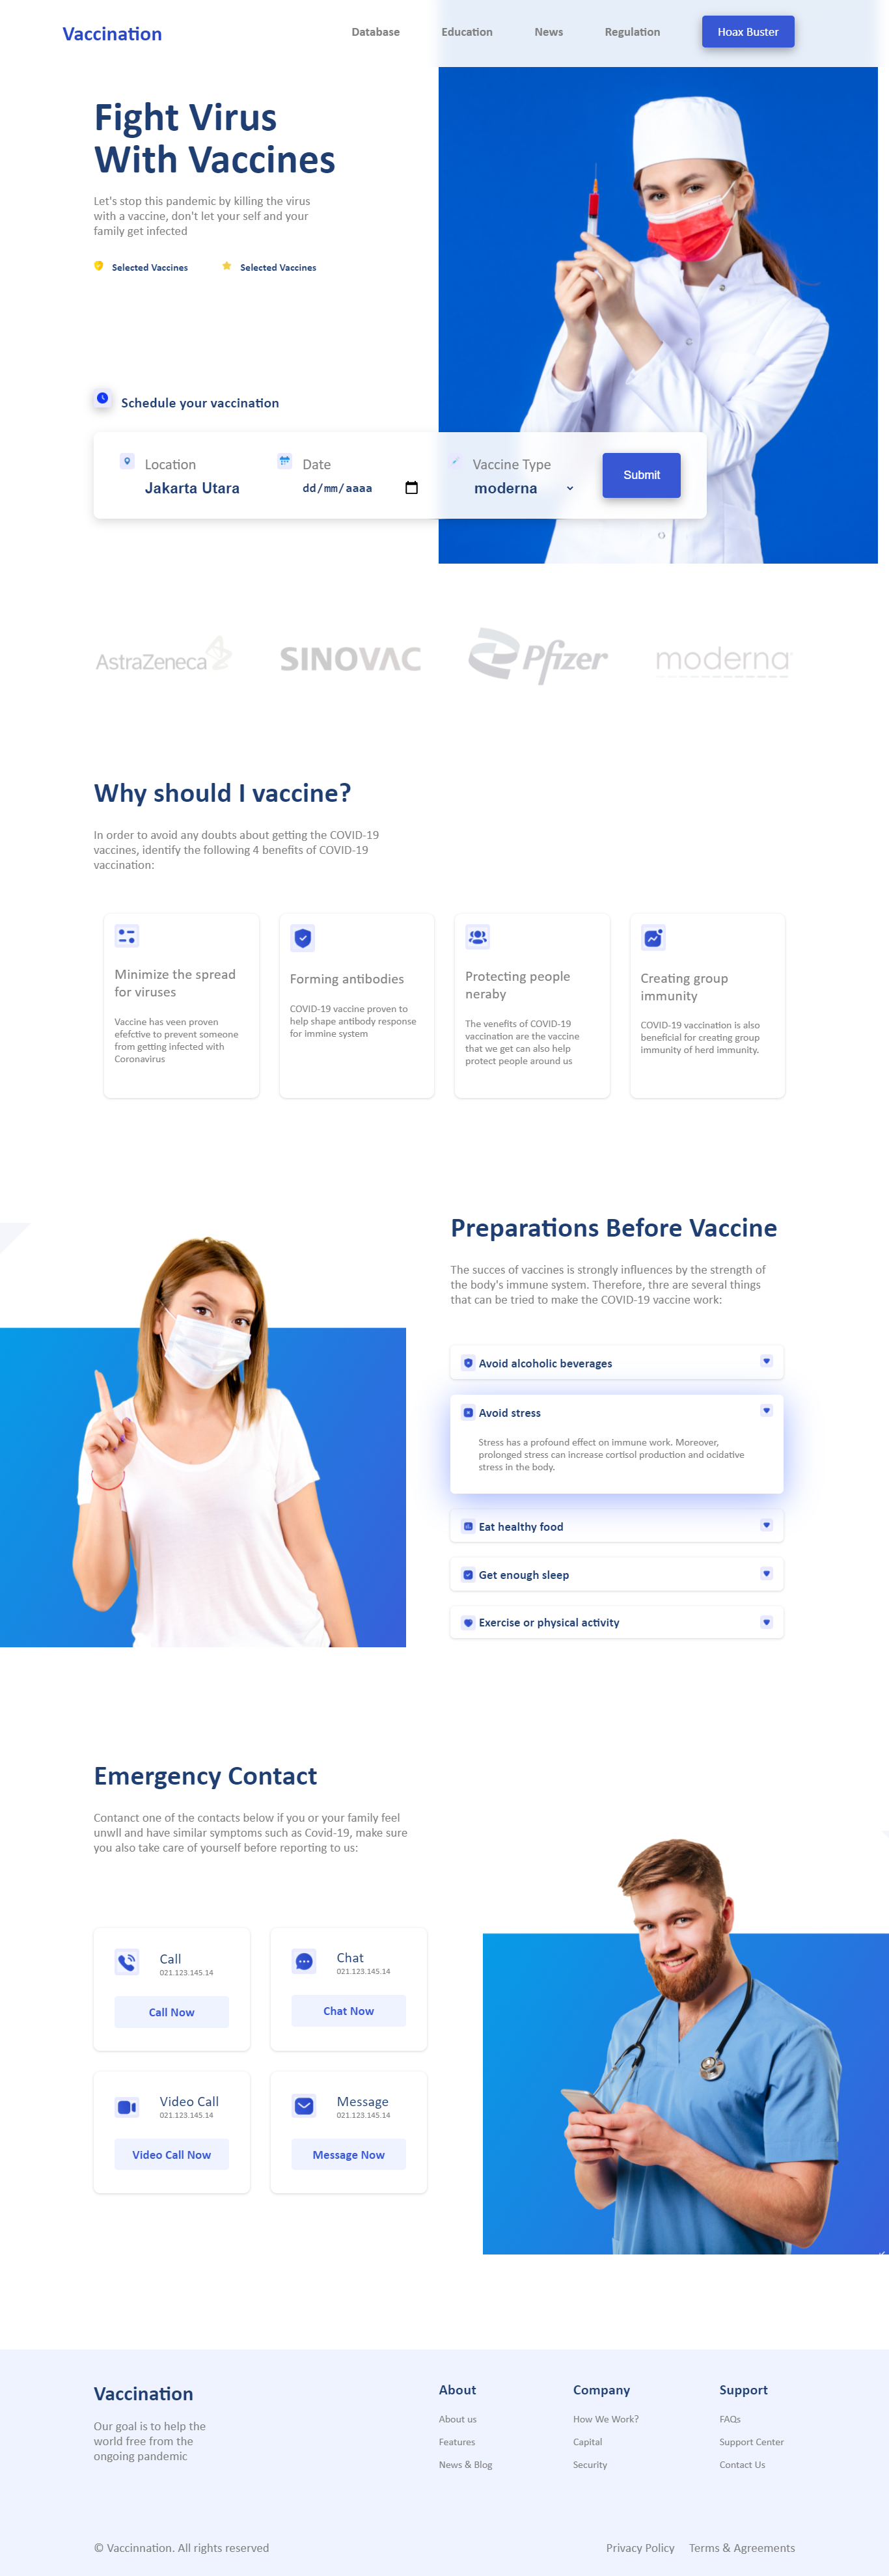 Vaccination
Database
Education
News
Regulation
Hoax Buster
Fight Virus
With Vaccines
Let's stop this pandemic by killing the virus
with a vaccine, don't let your self and your
family get infected
Selected Vaccines
Selected Vaccines
Schedule your vaccination
Location
Jakarta Utara
Date
dd/mm/aaaa
Vaccine Type
moderna
Submit
AstraZeneca
SINOVAC
Pfizer
moderna
Why should I vaccine?
In order to avoid any doubts about getting the COVID-19
vaccines, identify the following 4 benefits of COVID-19
vaccination:
Minimize the spread
for viruses
Vaccine has veen proven
efefctive to prevent someone
from getting infected with
Coronavirus
Forming antibodies
COVID-19 vaccine proven to
help shape antibody response
for immine system
Protecting people
neraby
The venefits of COVID-19
vaccination are the vaccine
that we get can also help
protect people around us
Creating group
immunity
COVID-19 vaccination is also
beneficial for creating group
immunity of herd immunity.
Preparations Before Vaccine
The succes of vaccines is strongly influences by the strength of
the body's immune system. Therefore, thre are several things
that can be tried to make the COVID-19 vaccine work:
Avoid alcoholic beverages
Avoid stress
Stress has a profound effect on immune work. Moreover,
prolonged stress can increase cortisol production and ocidative
stress in the body.
Eat healthy food
Get enough sleep
Exercise or physical activity
Emergency Contact
Contanct one of the contacts below if you or your family feel
unwll and have similar symptoms such as Covid-19, make sure
you also take care of yourself before reporting to us:
Call
021.123.145.14
Call Now
Chat
021.123.145.14
Chat Now
Video Call
021.123.145.14
Video Call Now
Message
021.123.145.14
Message Now
Vaccination
Our goal is to help the
world free from the
ongoing pandemic
About
About us
Features
News & Blog
Company
How We Work?
Capital
Security
Support
FAQs
Support Center
Contact Us
© Vaccinnation. All rights reserved
Privacy Policy
Terms & Agreements